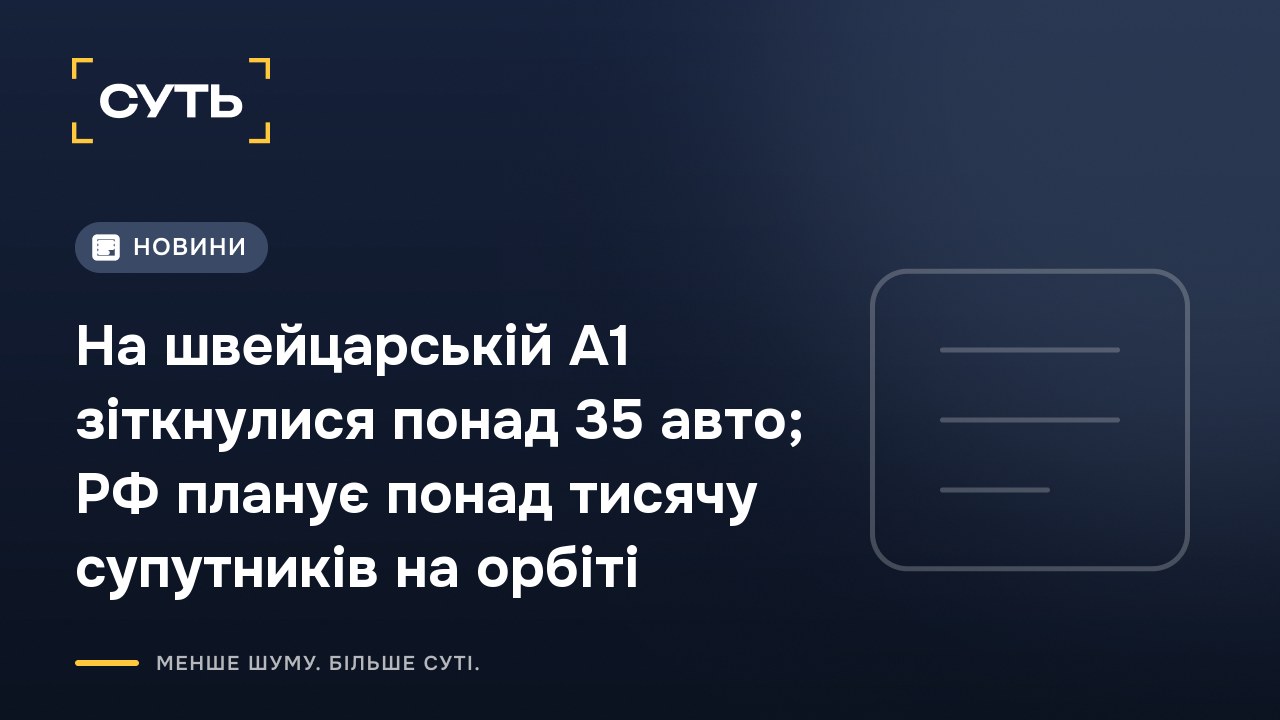 СУТЬ
НОВИНИ
На швейцарській А1
зіткнулися понад 35 авто;
РФ планує понад тисячу
супутників на орбіті
МЕНШЕ ШУМУ. БІЛЬШЕ СУТІ.